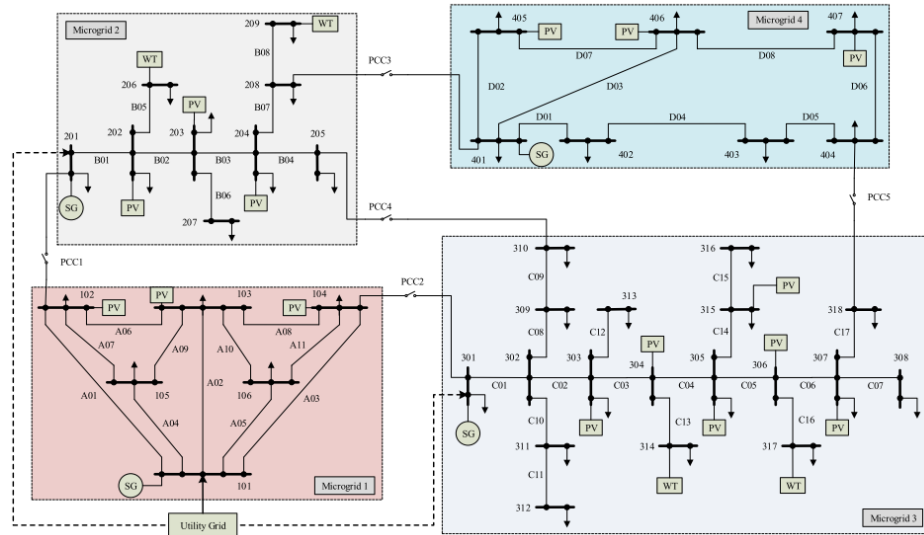 Microgrid 2
209
WT
WT
B08
206
PV
208
B05
B07
201
202
203
204
205
B01
B02
B03
B04
B06
SG
PV
PV
207
PCC3
Microgrid 4
405
PV
PV
406
407
D07
D08
PV
D02
D03
D06
D01
D04
D05
401
SG
402
403
404
PCC4
PCC5
PCC1
PCC2
102
PV
PV
103
PV
104
A06
A08
A07
A09
A10
A11
105
106
A02
A01
A03
A04
A05
SG
101
Microgrid 1
Utility Grid
310
316
C09
C15
PV
309
313
315
318
C08
C12
C14
C17
PV
PV
301
302
303
304
305
306
307
308
C01
C02
C03
C04
C05
C06
C07
C10
C13
C16
SG
PV
PV
PV
311
314
317
C11
WT
WT
312
Microgrid 3